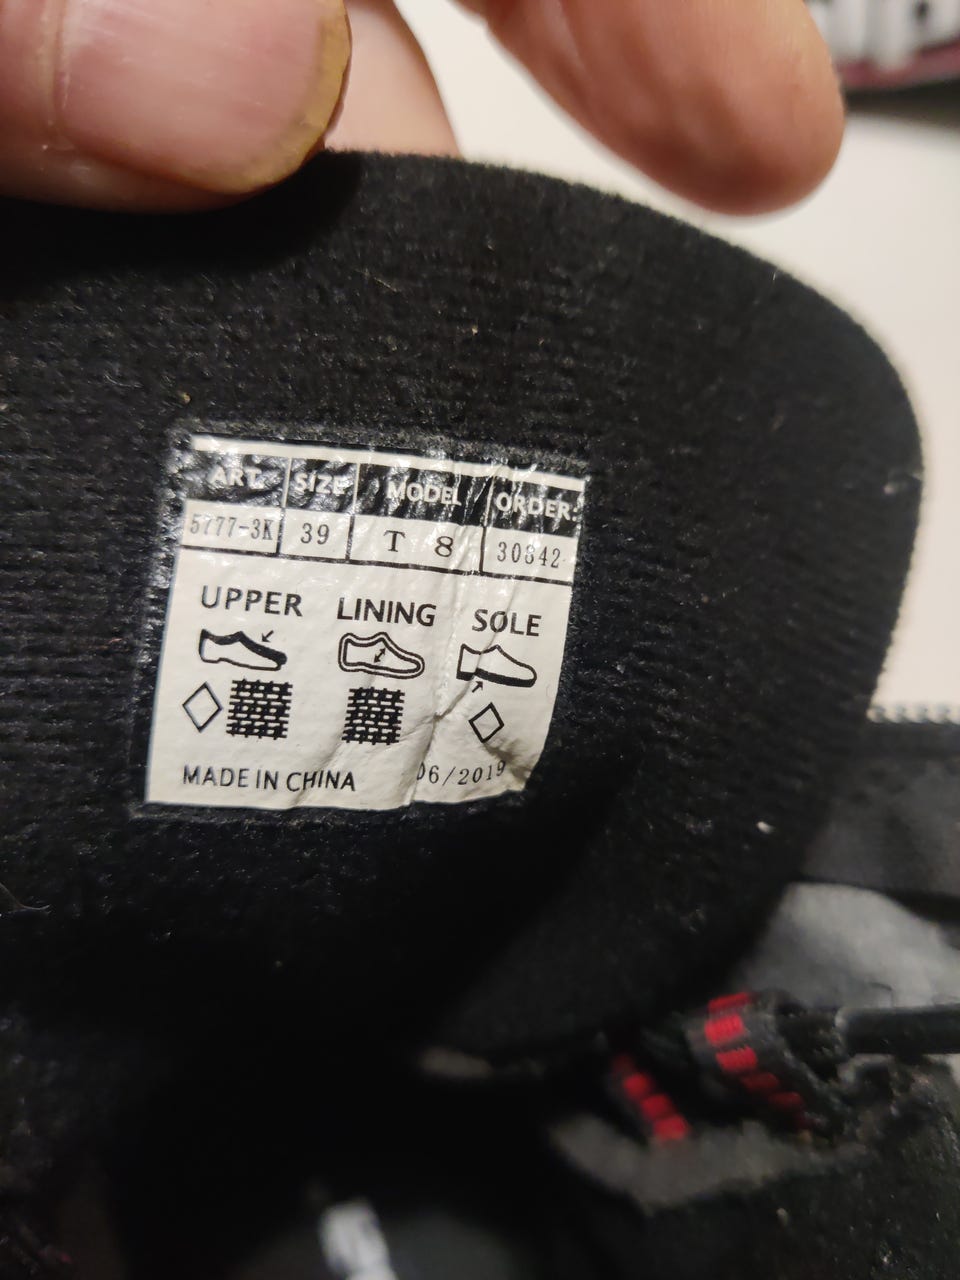 ART. SIZE MODEL ORDER:
5777-3K 39 T 8 30842
UPPER LINING SOLE
MADE IN CHINA 06/2019